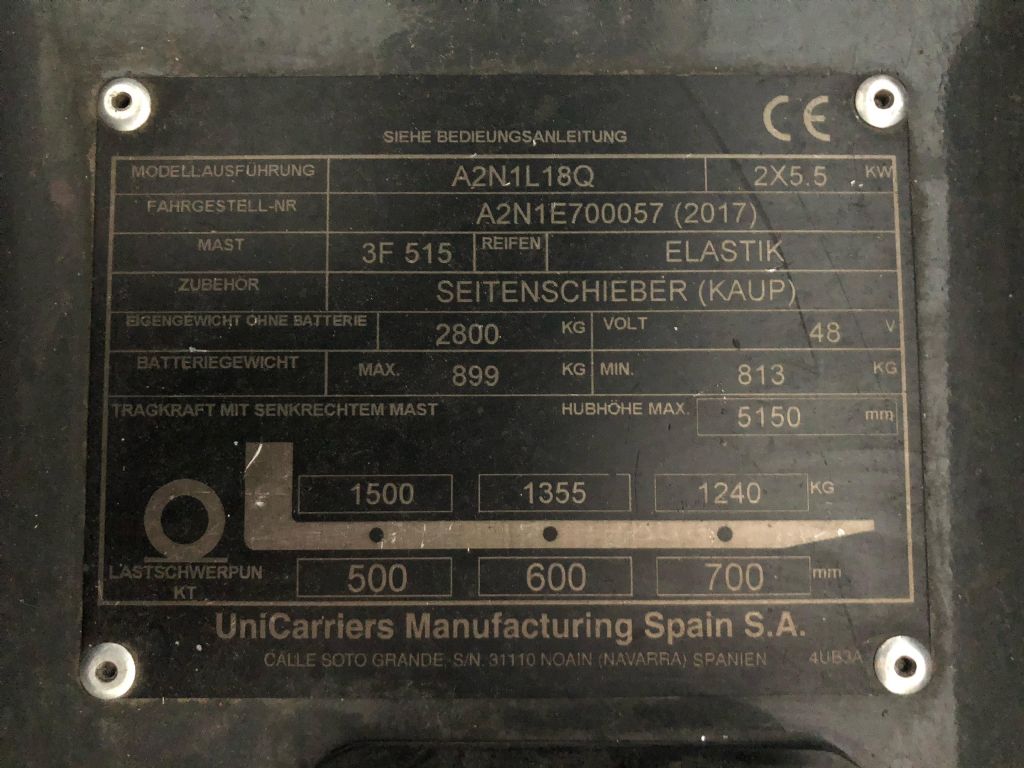 CE
SIEHE BEDIEUNGSANLEITUNG
MODELLAUSFÜHRUNG A2N1L18Q 2X5.5 KW
FAHRGESTELL-NR A2N1E700057 (2017)
MAST 3F 515 REIFEN ELASTIK
ZUBEHÖR SEITENSCHIEBER (KAUP)
EIGENGEWICHT OHNE BATTERIE 2800 KG VOLT 48 V
BATTERIEGEWICHT MAX. 899 KG MIN. 813 KG
TRAGKRAFT MIT SENKRECHTEM MAST HUBHÖHE MAX. 5150 mm
1500 1355 1240 KG
LASTSCHWERPUN
KT
500 600 700 mm
UniCarriers Manufacturing Spain S.A.
CALLE SOTO GRANDE, S/N. 31110 NOAIN (NAVARRA) SPANIEN 4UB3A